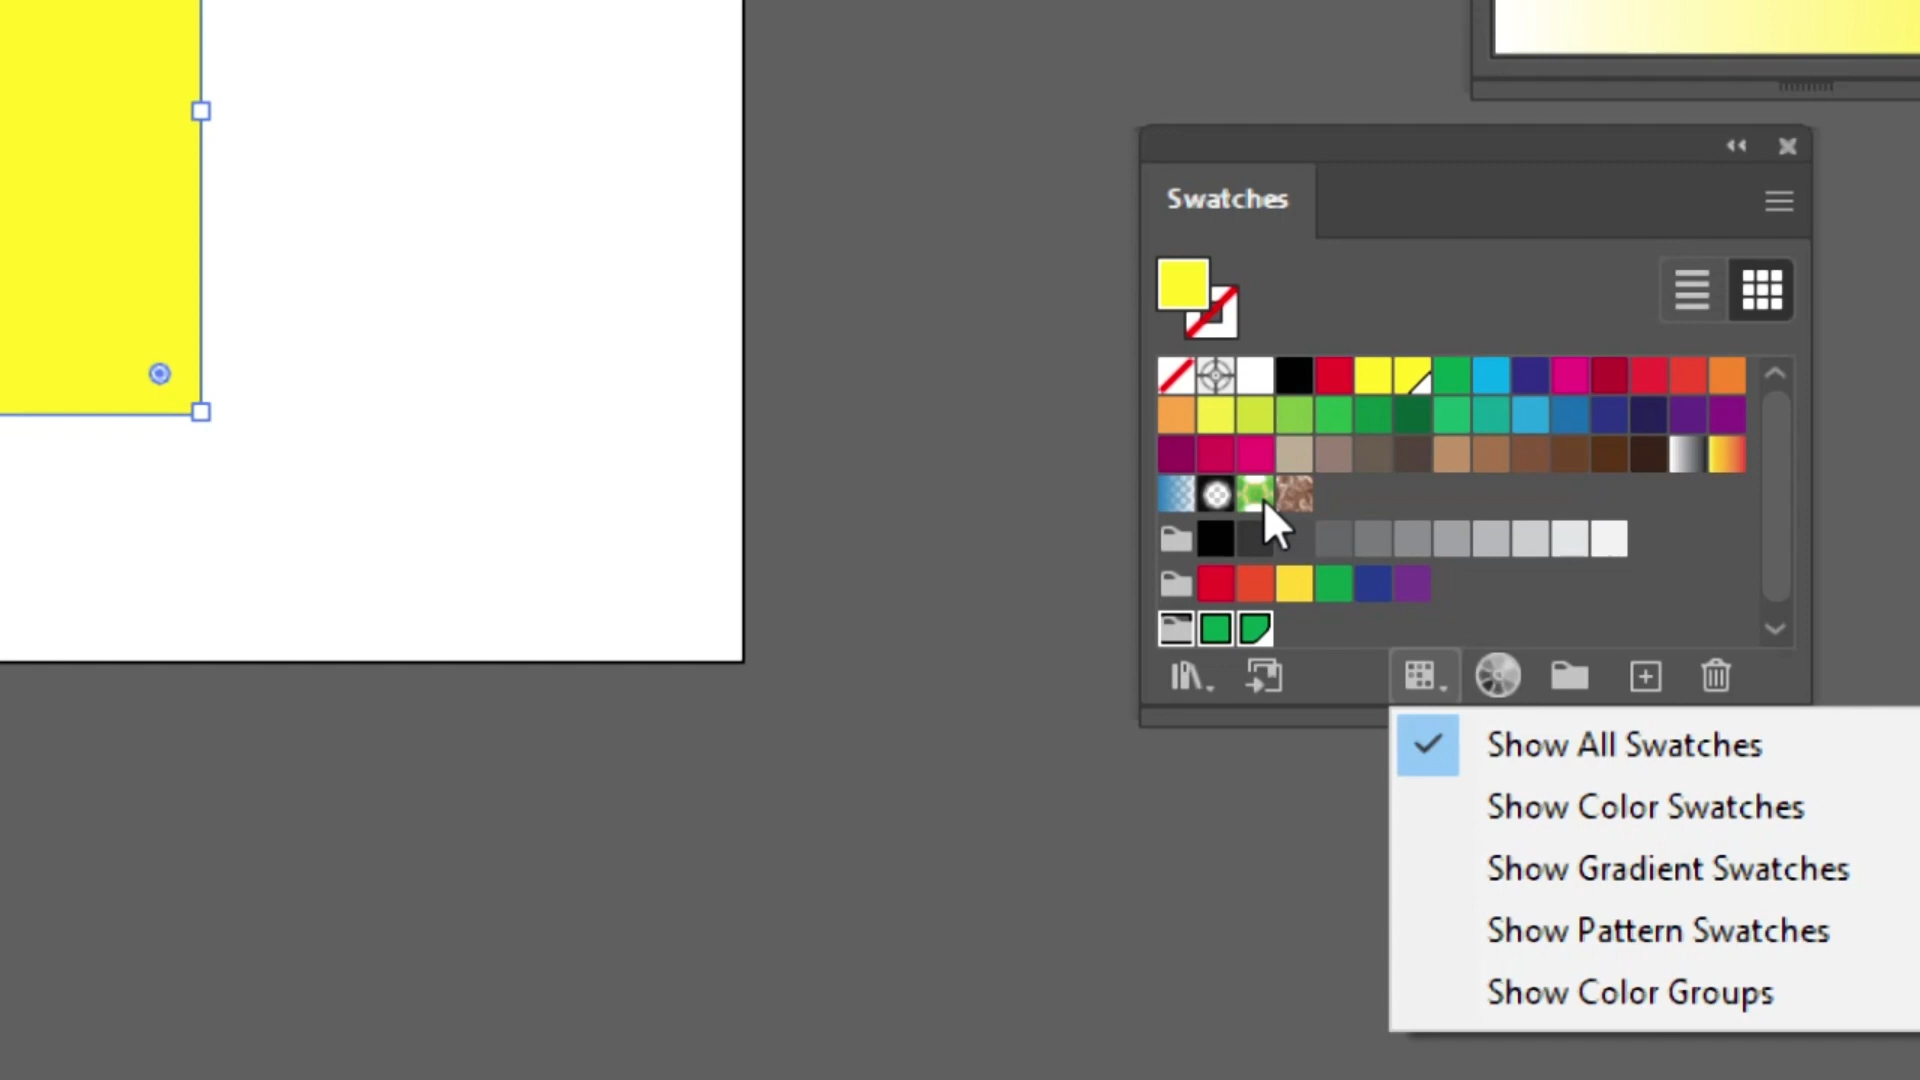 Swatches
Show All Swatches
Show Color Swatches
Show Gradient Swatches
Show Pattern Swatches
Show Color Groups